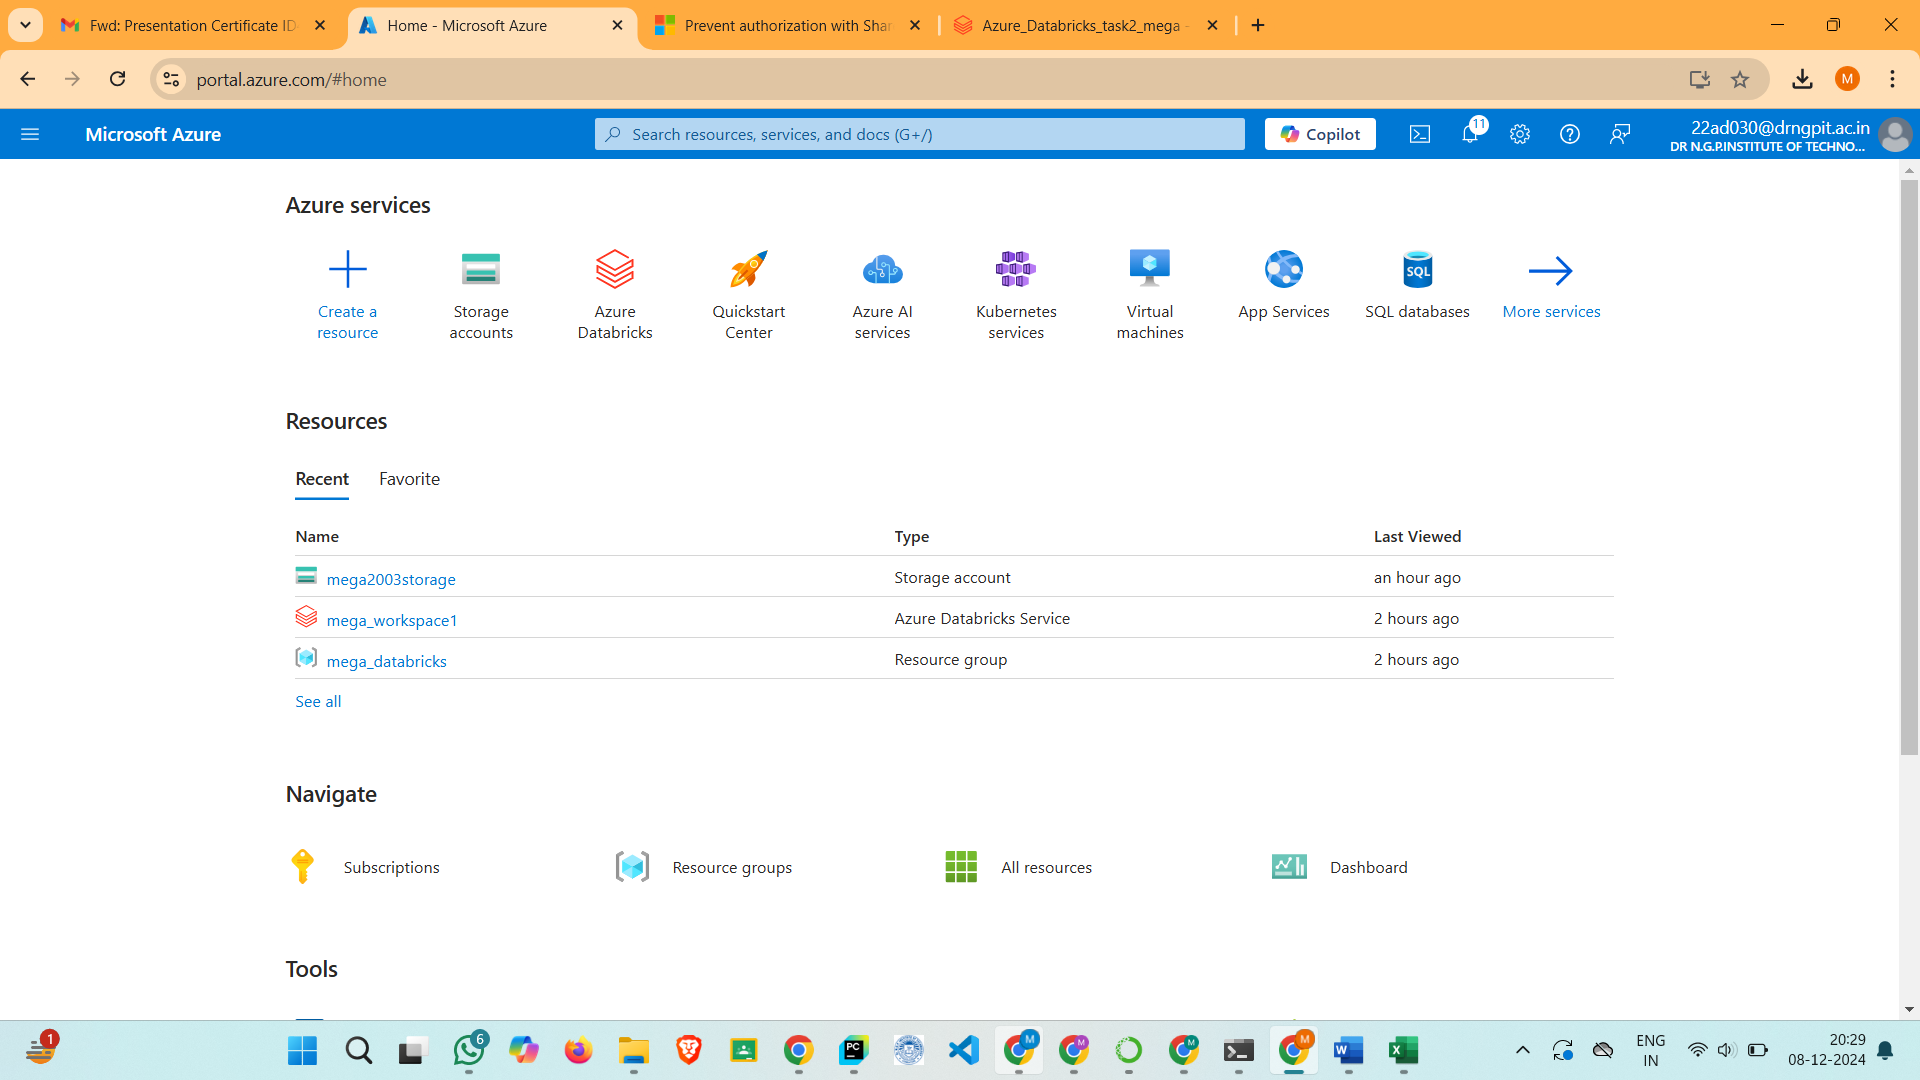 Fwd: Presentation Certificate ID-
Home - Microsoft Azure
Prevent authorization with Shar
Azure_Databricks_task2_mega -
portal.azure.com/#home
M
Microsoft Azure
Search resources, services, and docs (G+/)
Copilot
11
22ad030@drngpit.ac.in
DR N.G.P.INSTITUTE OF TECHNO...
Azure services
Create a
resource
Storage
accounts
Azure
Databricks
Quickstart
Center
Azure AI
services
Kubernetes
services
Virtual
machines
App Services
SQL
SQL databases
More services
Resources
Recent
Favorite
Name
Type
Last Viewed
mega2003storage
Storage account
an hour ago
mega_workspace1
Azure Databricks Service
2 hours ago
mega_databricks
Resource group
2 hours ago
See all
Navigate
Subscriptions
Resource groups
All resources
Dashboard
Tools
1
6
PC
M
M
M
M
W
X
ENG
IN
20:29
08-12-2024